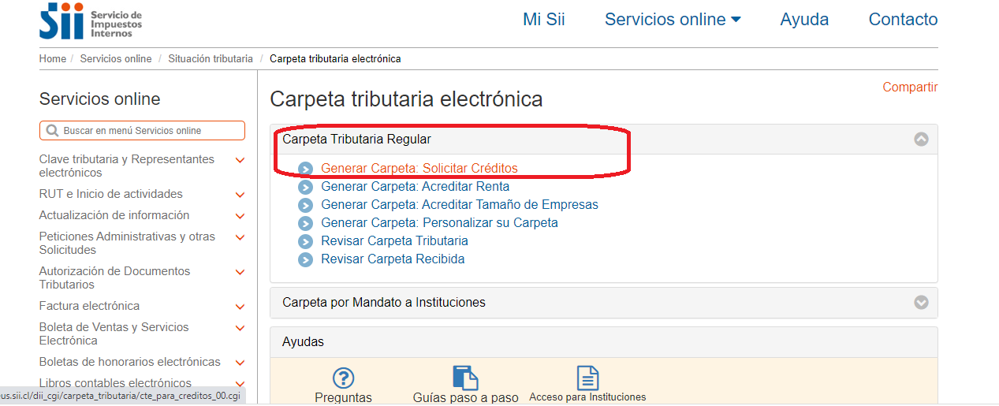 sii Servicio de
Impuestos
Internos
Mi Sii Servicios online Ayuda Contacto
Home / Servicios online / Situación tributaria / Carpeta tributaria electrónica
Compartir
Servicios online
Buscar en menú Servicios online
Clave tributaria y Representantes
electrónicos
RUT e Inicio de actividades
Actualización de información
Peticiones Administrativas y otras
Solicitudes
Autorización de Documentos
Tributarios
Factura electrónica
Boleta de Ventas y Servicios
Electrónica
Boletas de honorarios electrónicas
Libros contables electrónicos
us.sii.cl/dii_cgi/carpeta_tributaria/cte_para_creditos_00.cgi
Carpeta tributaria electrónica
Carpeta Tributaria Regular
Generar Carpeta: Solicitar Créditos
Generar Carpeta: Acreditar Renta
Generar Carpeta: Acreditar Tamaño de Empresas
Generar Carpeta: Personalizar su Carpeta
Revisar Carpeta Tributaria
Revisar Carpeta Recibida
Carpeta por Mandato a Instituciones
Ayudas
Preguntas Guías paso a paso Acceso para Instituciones